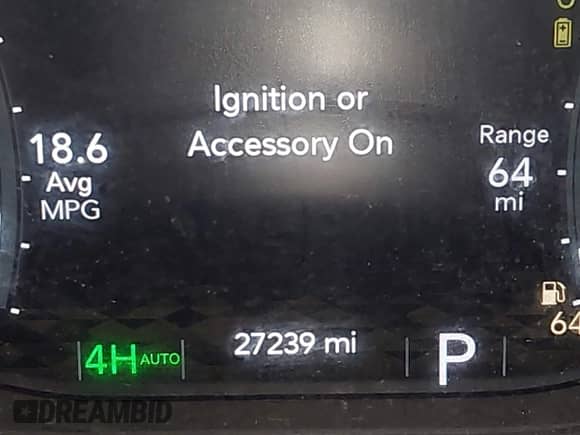 Ignition or
Accessory On
18.6
Avg
MPG
Range
64
mi
64
4H AUTO
27239 mi
P
DREAMBID